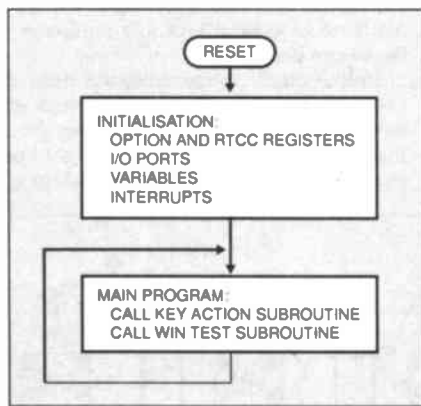 RESET
INITIALISATION:
OPTION AND RTCC REGISTERS
I/O PORTS
VARIABLES
INTERRUPTS
MAIN PROGRAM:
CALL KEY ACTION SUBROUTINE
CALL WIN TEST SUBROUTINE